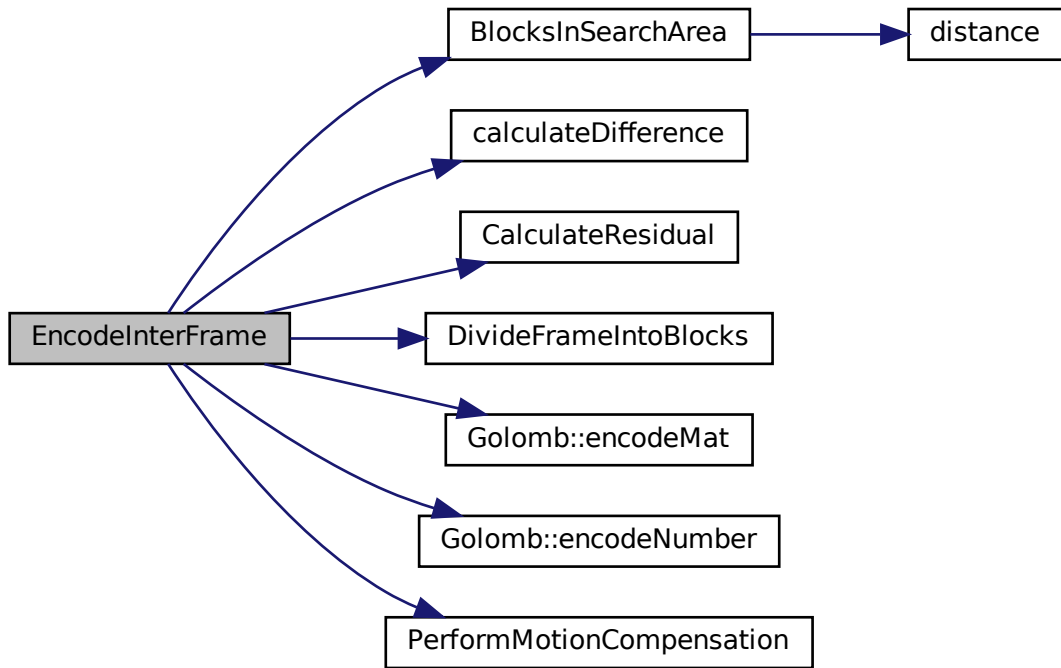 BlocksInSearchArea
distance
calculateDifference
CalculateResidual
EncodeInterFrame
DivideFrameIntoBlocks
Golomb::encodeMat
Golomb::encodeNumber
PerformMotionCompensation